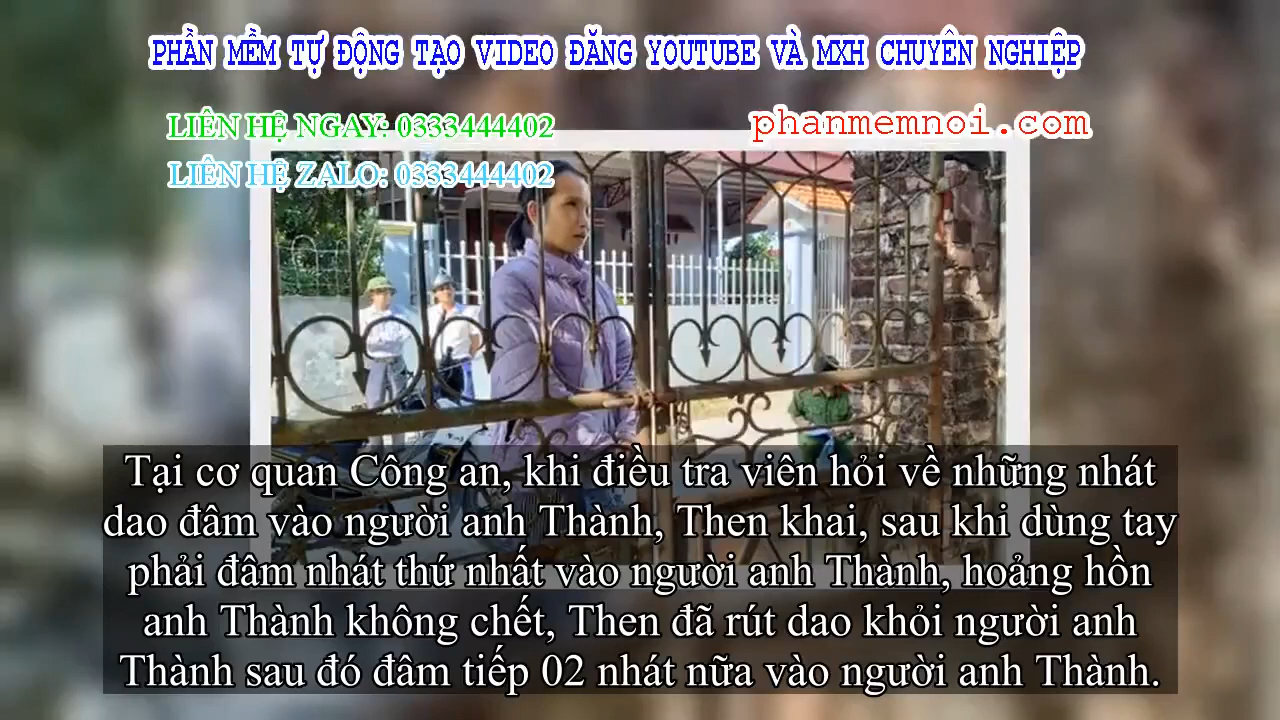 PHẦN MỀM TỰ ĐỘNG TẠO VIDEO ĐĂNG YOUTUBE VÀ MXH CHUYÊN NGHIỆP
LIÊN HỆ NGAY: 0333444402
phanmemnoi.com
LIÊN HỆ ZALO: 0333444402
Tại cơ quan Công an, khi điều tra viên hỏi về những nhát
dao đâm vào người anh Thành, Then khai, sau khi dùng tay
phải đâm nhát thứ nhất vào người anh Thành, hoảng hồn
anh Thành không chết, Then đã rút dao khỏi người anh
Thành sau đó đâm tiếp 02 nhát nữa vào người anh Thành.